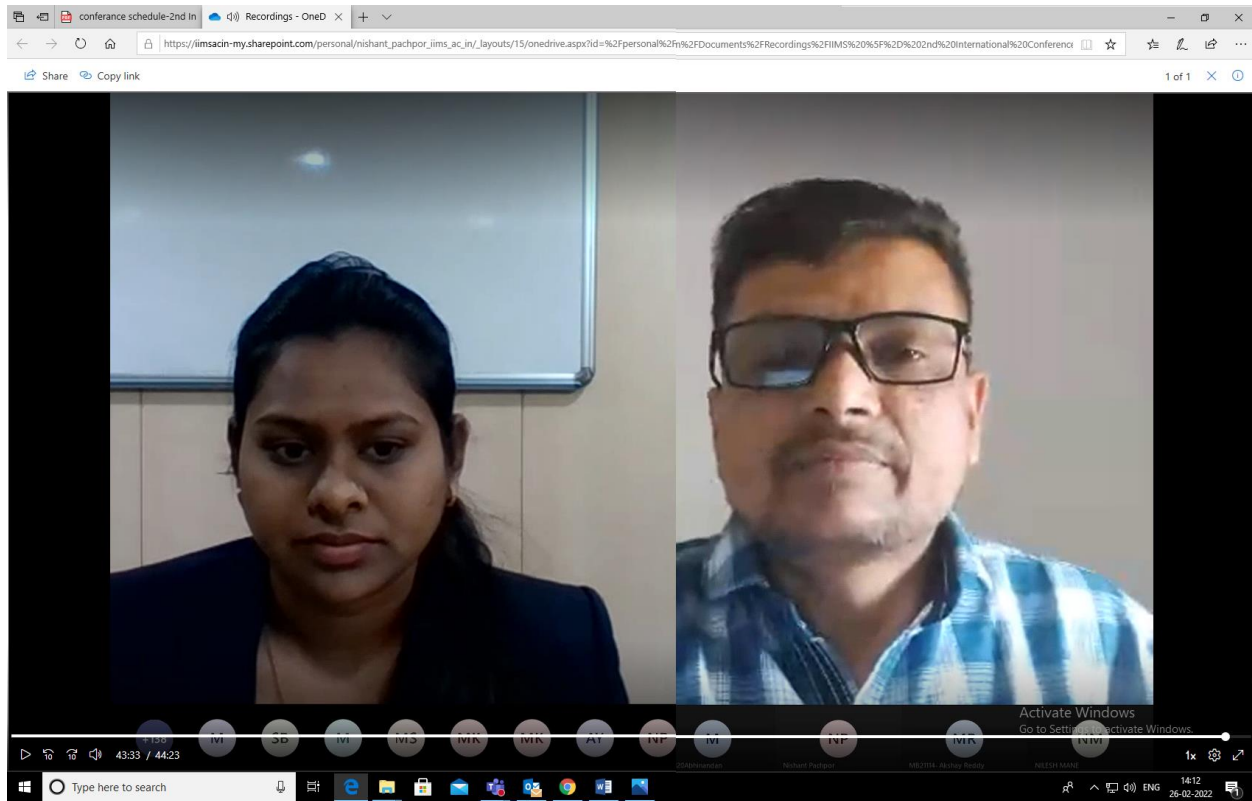 conferance schedule-2nd In
Recordings - OneD
https://iimsacin-my.sharepoint.com/personal/nishant_pachpor_iims_ac_in/_layouts/15/onedrive.aspx?id=%2Fpersonal%2Fn%2FDocuments%2FRecordings%2FIIMS%20%5F%2D%202nd%20International%20Conference
Share Copy link 1 of 1
Activate Windows
Go to Settings to activate Windows.
+138 M SB M MS MK MK AY NP M NP MR NM
20Abhinandan Nishant Pachpor MB21114- Akshay Reddy NILESH MANE
10 10 43:33 / 44:23 1x
Type here to search ENG 14:12
26-02-2022